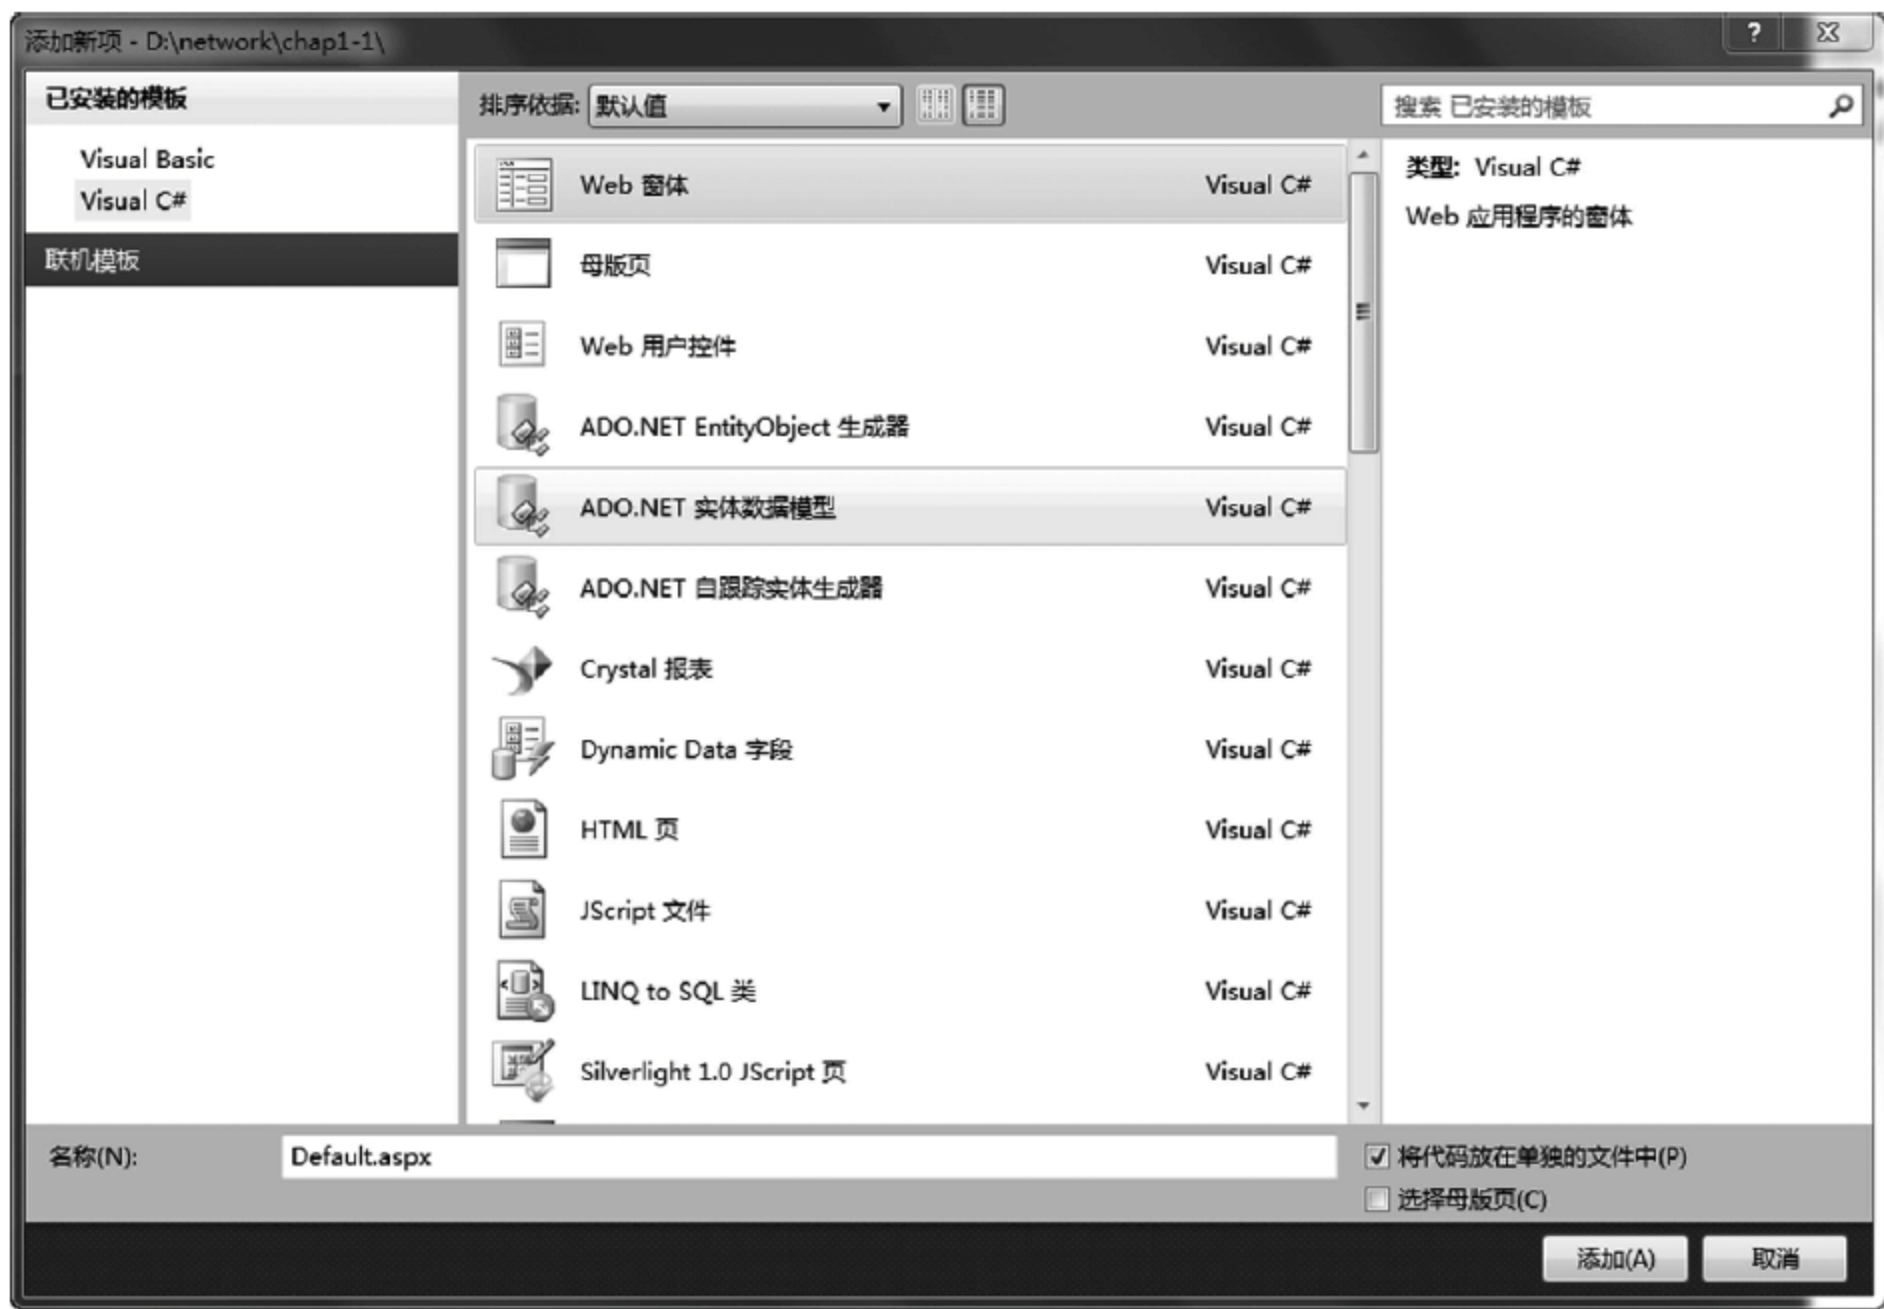 添加新项 - D:\network\chap1-1\
?
已安装的模板
Visual Basic
Visual C#
联机模板
排序依据: 默认值
搜索 已安装的模板
Web 窗体 Visual C#
母版页 Visual C#
Web 用户控件 Visual C#
ADO.NET EntityObject 生成器 Visual C#
ADO.NET 实体数据模型 Visual C#
ADO.NET 自跟踪实体生成器 Visual C#
Crystal 报表 Visual C#
Dynamic Data 字段 Visual C#
HTML 页 Visual C#
JScript 文件 Visual C#
LINQ to SQL 类 Visual C#
Silverlight 1.0 JScript 页 Visual C#
类型: Visual C#
Web 应用程序的窗体
名称(N): Default.aspx
将代码放在单独的文件中(P)
选择母版页(C)
添加(A) 取消